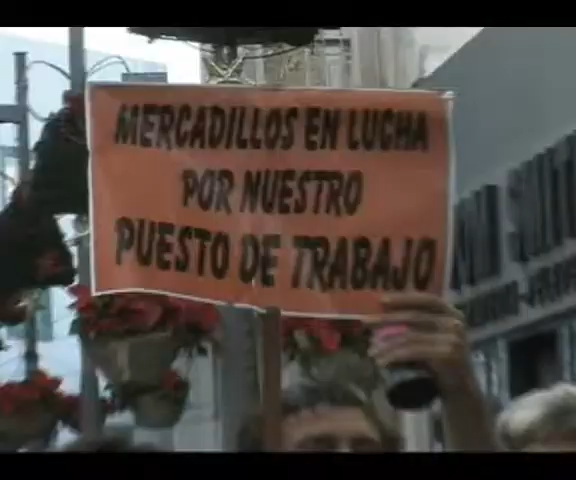 MERCADILLOS EN LUCHA
POR NUESTRO
PUESTO DE TRABAJO